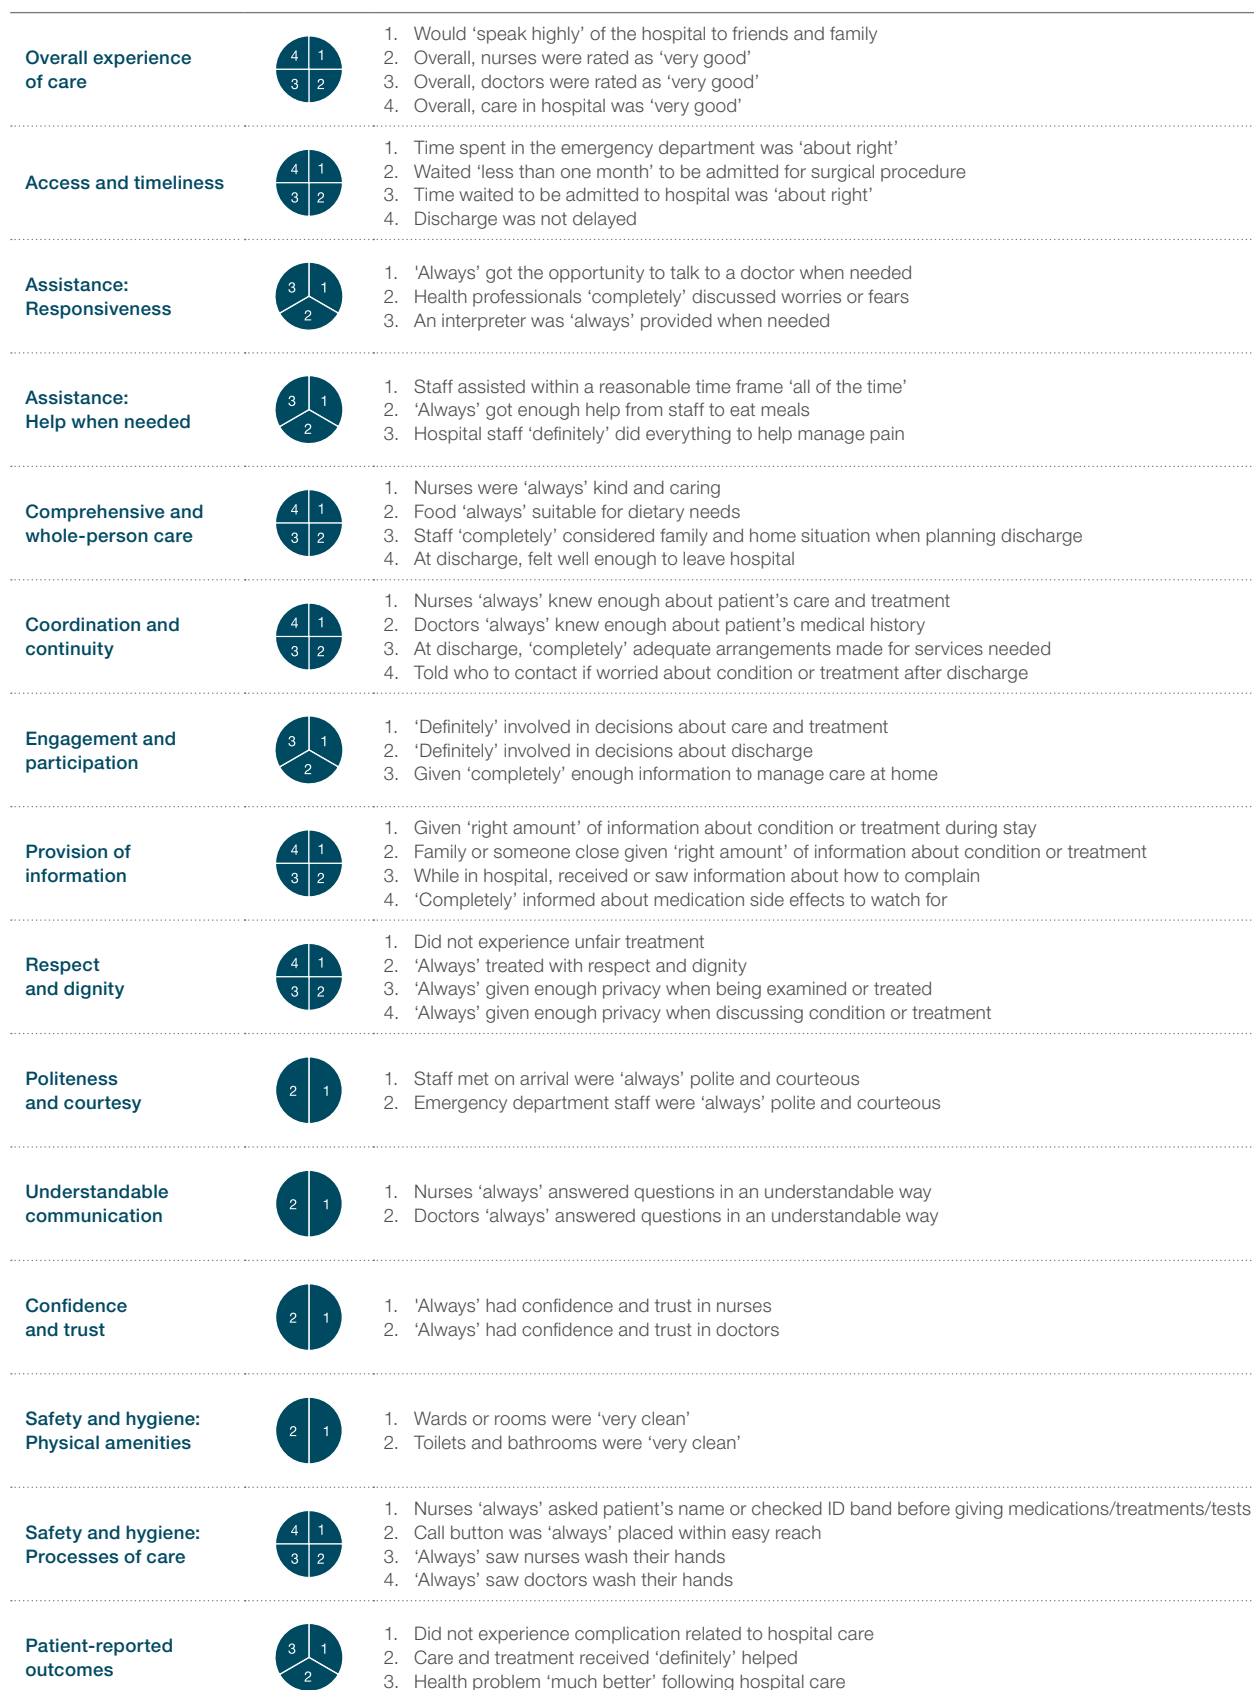 Overall experience
of care
4 1
3 2
1. Would ‘speak highly’ of the hospital to friends and family
2. Overall, nurses were rated as ‘very good’
3. Overall, doctors were rated as ‘very good’
4. Overall, care in hospital was ‘very good’
Access and timeliness
4 1
3 2
1. Time spent in the emergency department was ‘about right’
2. Waited ‘less than one month’ to be admitted for surgical procedure
3. Time waited to be admitted to hospital was ‘about right’
4. Discharge was not delayed
Assistance:
Responsiveness
3 1
2
1. 'Always’ got the opportunity to talk to a doctor when needed
2. Health professionals ‘completely’ discussed worries or fears
3. An interpreter was ‘always’ provided when needed
Assistance:
Help when needed
3 1
2
1. Staff assisted within a reasonable time frame ‘all of the time’
2. ‘Always’ got enough help from staff to eat meals
3. Hospital staff ‘definitely’ did everything to help manage pain
Comprehensive and
whole-person care
4 1
3 2
1. Nurses were ‘always’ kind and caring
2. Food ‘always’ suitable for dietary needs
3. Staff ‘completely’ considered family and home situation when planning discharge
4. At discharge, felt well enough to leave hospital
Coordination and
continuity
4 1
3 2
1. Nurses ‘always’ knew enough about patient’s care and treatment
2. Doctors ‘always’ knew enough about patient’s medical history
3. At discharge, ‘completely’ adequate arrangements made for services needed
4. Told who to contact if worried about condition or treatment after discharge
Engagement and
participation
3 1
2
1. ‘Definitely’ involved in decisions about care and treatment
2. ‘Definitely’ involved in decisions about discharge
3. Given ‘completely’ enough information to manage care at home
Provision of
information
4 1
3 2
1. Given ‘right amount’ of information about condition or treatment during stay
2. Family or someone close given ‘right amount’ of information about condition or treatment
3. While in hospital, received or saw information about how to complain
4. ‘Completely’ informed about medication side effects to watch for
Respect
and dignity
4 1
3 2
1. Did not experience unfair treatment
2. ‘Always’ treated with respect and dignity
3. ‘Always’ given enough privacy when being examined or treated
4. ‘Always’ given enough privacy when discussing condition or treatment
Politeness
and courtesy
2 1
1. Staff met on arrival were ‘always’ polite and courteous
2. Emergency department staff were ‘always’ polite and courteous
Understandable
communication
2 1
1. Nurses ‘always’ answered questions in an understandable way
2. Doctors ‘always’ answered questions in an understandable way
Confidence
and trust
2 1
1. 'Always’ had confidence and trust in nurses
2. ‘Always’ had confidence and trust in doctors
Safety and hygiene:
Physical amenities
2 1
1. Wards or rooms were ‘very clean’
2. Toilets and bathrooms were ‘very clean’
Safety and hygiene:
Processes of care
4 1
3 2
1. Nurses ‘always’ asked patient’s name or checked ID band before giving medications/treatments/tests
2. Call button was ‘always’ placed within easy reach
3. ‘Always’ saw nurses wash their hands
4. ‘Always’ saw doctors wash their hands
Patient-reported
outcomes
3 1
2
1. Did not experience complication related to hospital care
2. Care and treatment received ‘definitely’ helped
3. Health problem ‘much better’ following hospital care